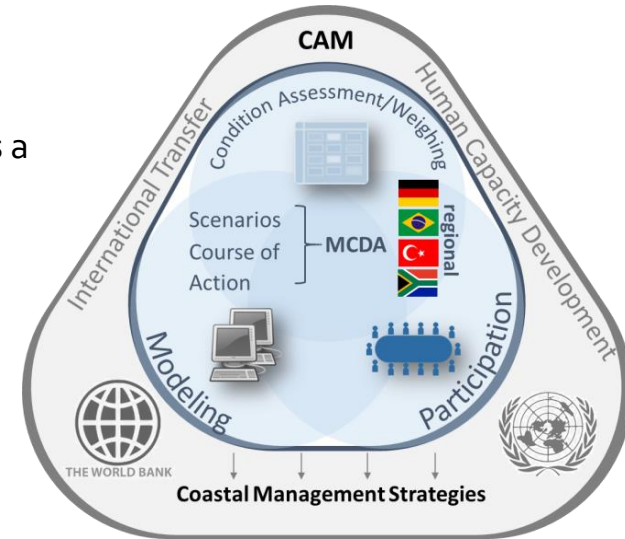 CAM
International Transfer
Human Capacity Development
Condition Assessment/Weighing
s a
Scenarios
Course of
Action
MCDA
regional
Modeling
Participation
THE WORLD BANK
Coastal Management Strategies